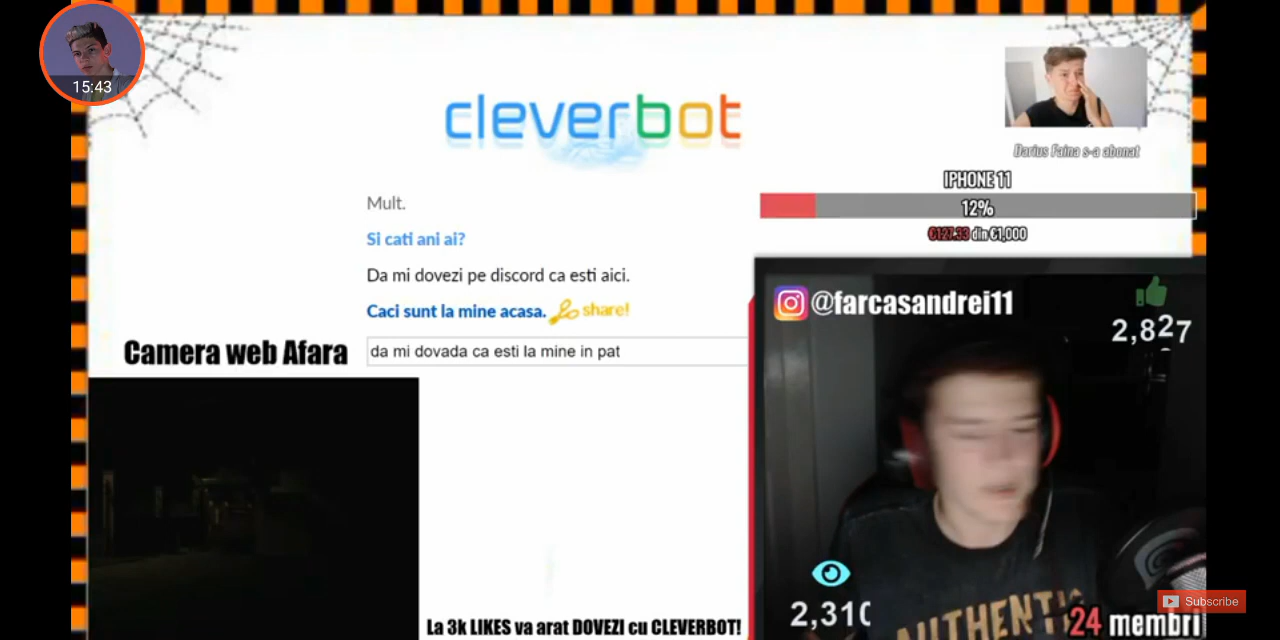 15:43
cleverbot
Darius Faina s-a abonat
IPHONE 11
12%
€127.33 din €1,000
Mult.
Si cati ani ai?
Da mi dovezi pe discord ca esti aici.
Caci sunt la mine acasa. share!
da mi dovada ca esti la mine in pat
Camera web Afara
@farcasandrei11
2,827
2,310
AUTHENTI
24 membri
Subscribe
La 3k LIKES va arat DOVEZI cu CLEVERBOT!